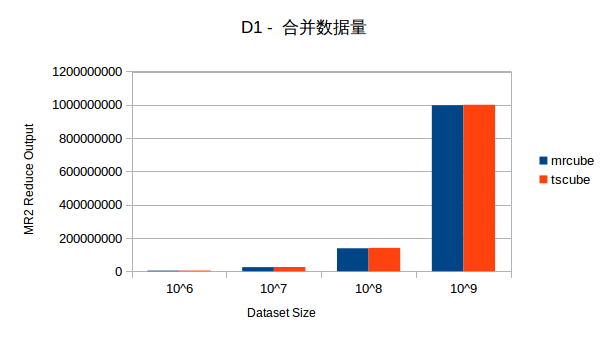 D1 - 合并数据量
1200000000
1000000000
800000000
600000000
400000000
200000000
0
MR2 Reduce Output
10^6
10^7
10^8
10^9
Dataset Size
mrcube
tscube